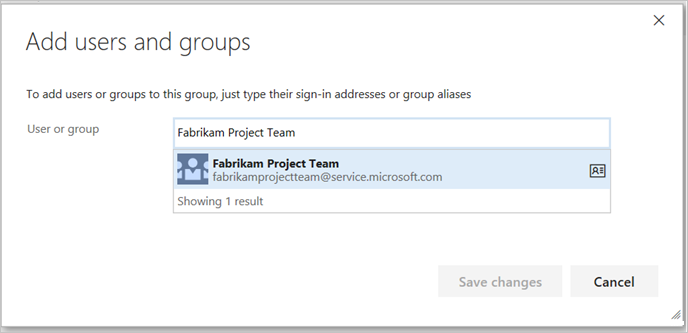 Add users and groups
To add users or groups to this group, just type their sign-in addresses or group aliases
User or group
Fabrikam Project Team
Fabrikam Project Team
fabrikamprojectteam@service.microsoft.com
Showing 1 result
Save changes
Cancel